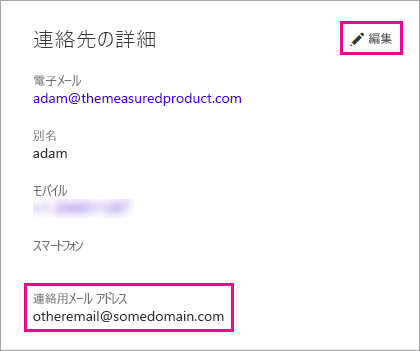 連絡先の詳細
編集
電子メール
adam@themeasuredproduct.com
別名
adam
モバイル
スマートフォン
連絡用メール アドレス
otheremail@somedomain.com